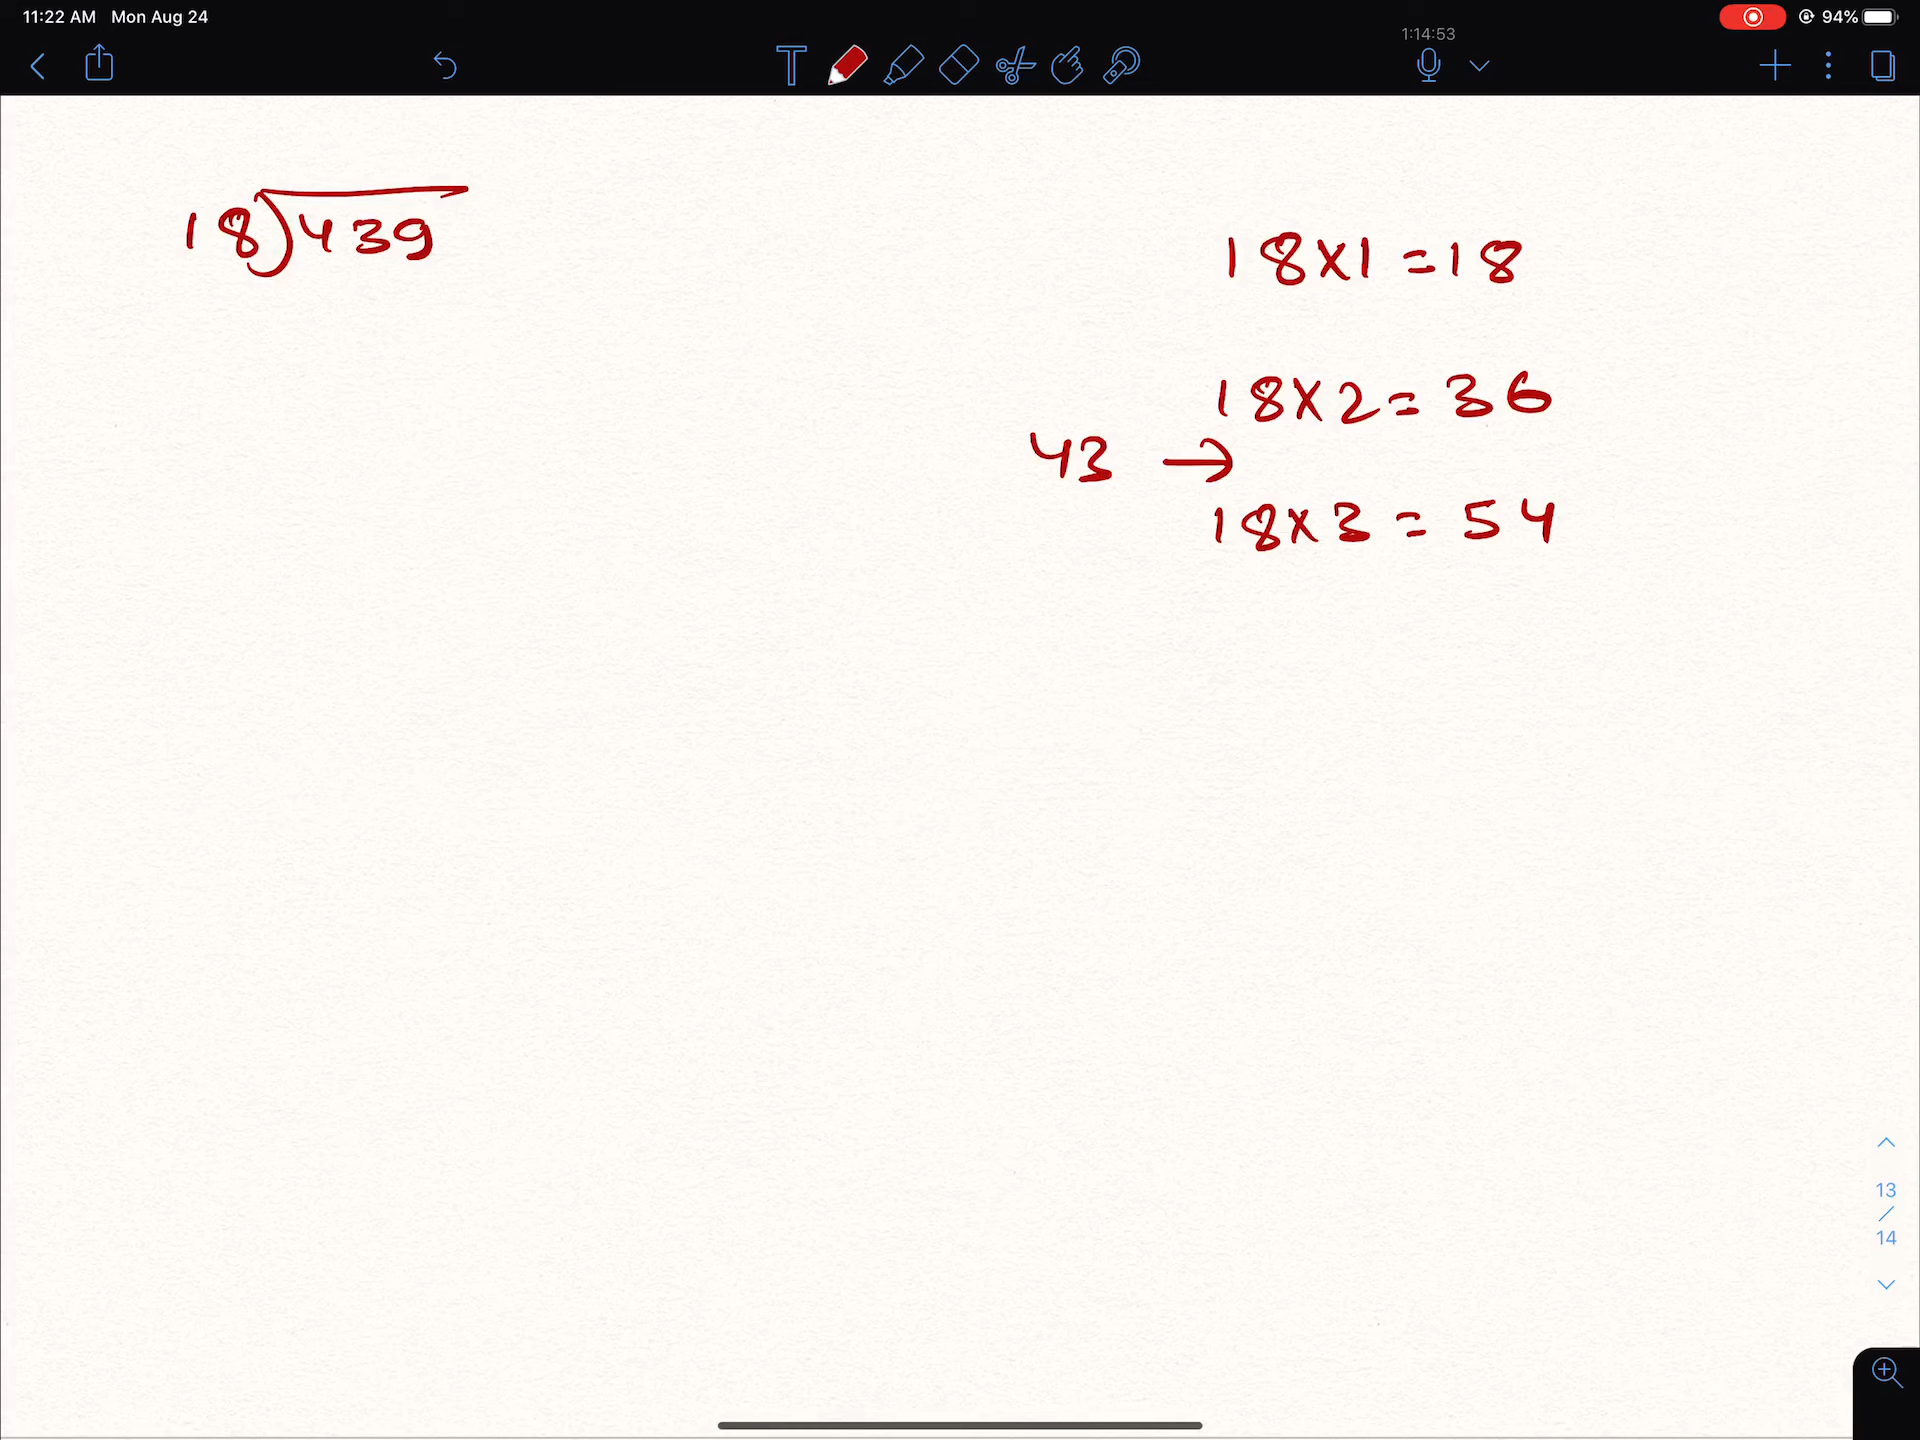 11:22 AM Mon Aug 24
94%
1:14:53
T
18)439
18x1=18
18x2=36
43 →
18x3=54
13
/
14